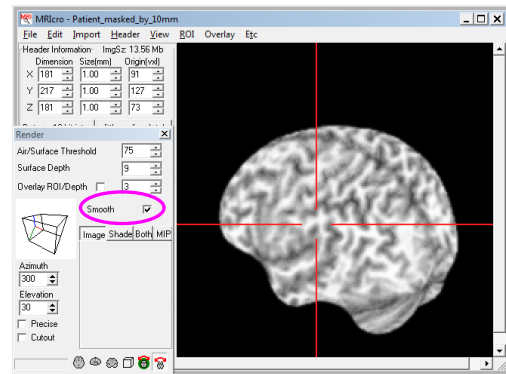 MRIcro - Patient_masked_by_10mm
File Edit Import Header View ROI Overlay Etc
Header Information ImgSz: 13.56 Mb
Dimension Size(mm) Origin(vxl)
X 181 1.00 91
Y 217 1.00 127
Z 181 1.00 73
Render
Air/Surface Threshold 75
Surface Depth 9
Overlay ROI/Depth 3
Smooth
Image Shade Both MIP
Azimuth
300
Elevation
30
Precise
Cutout